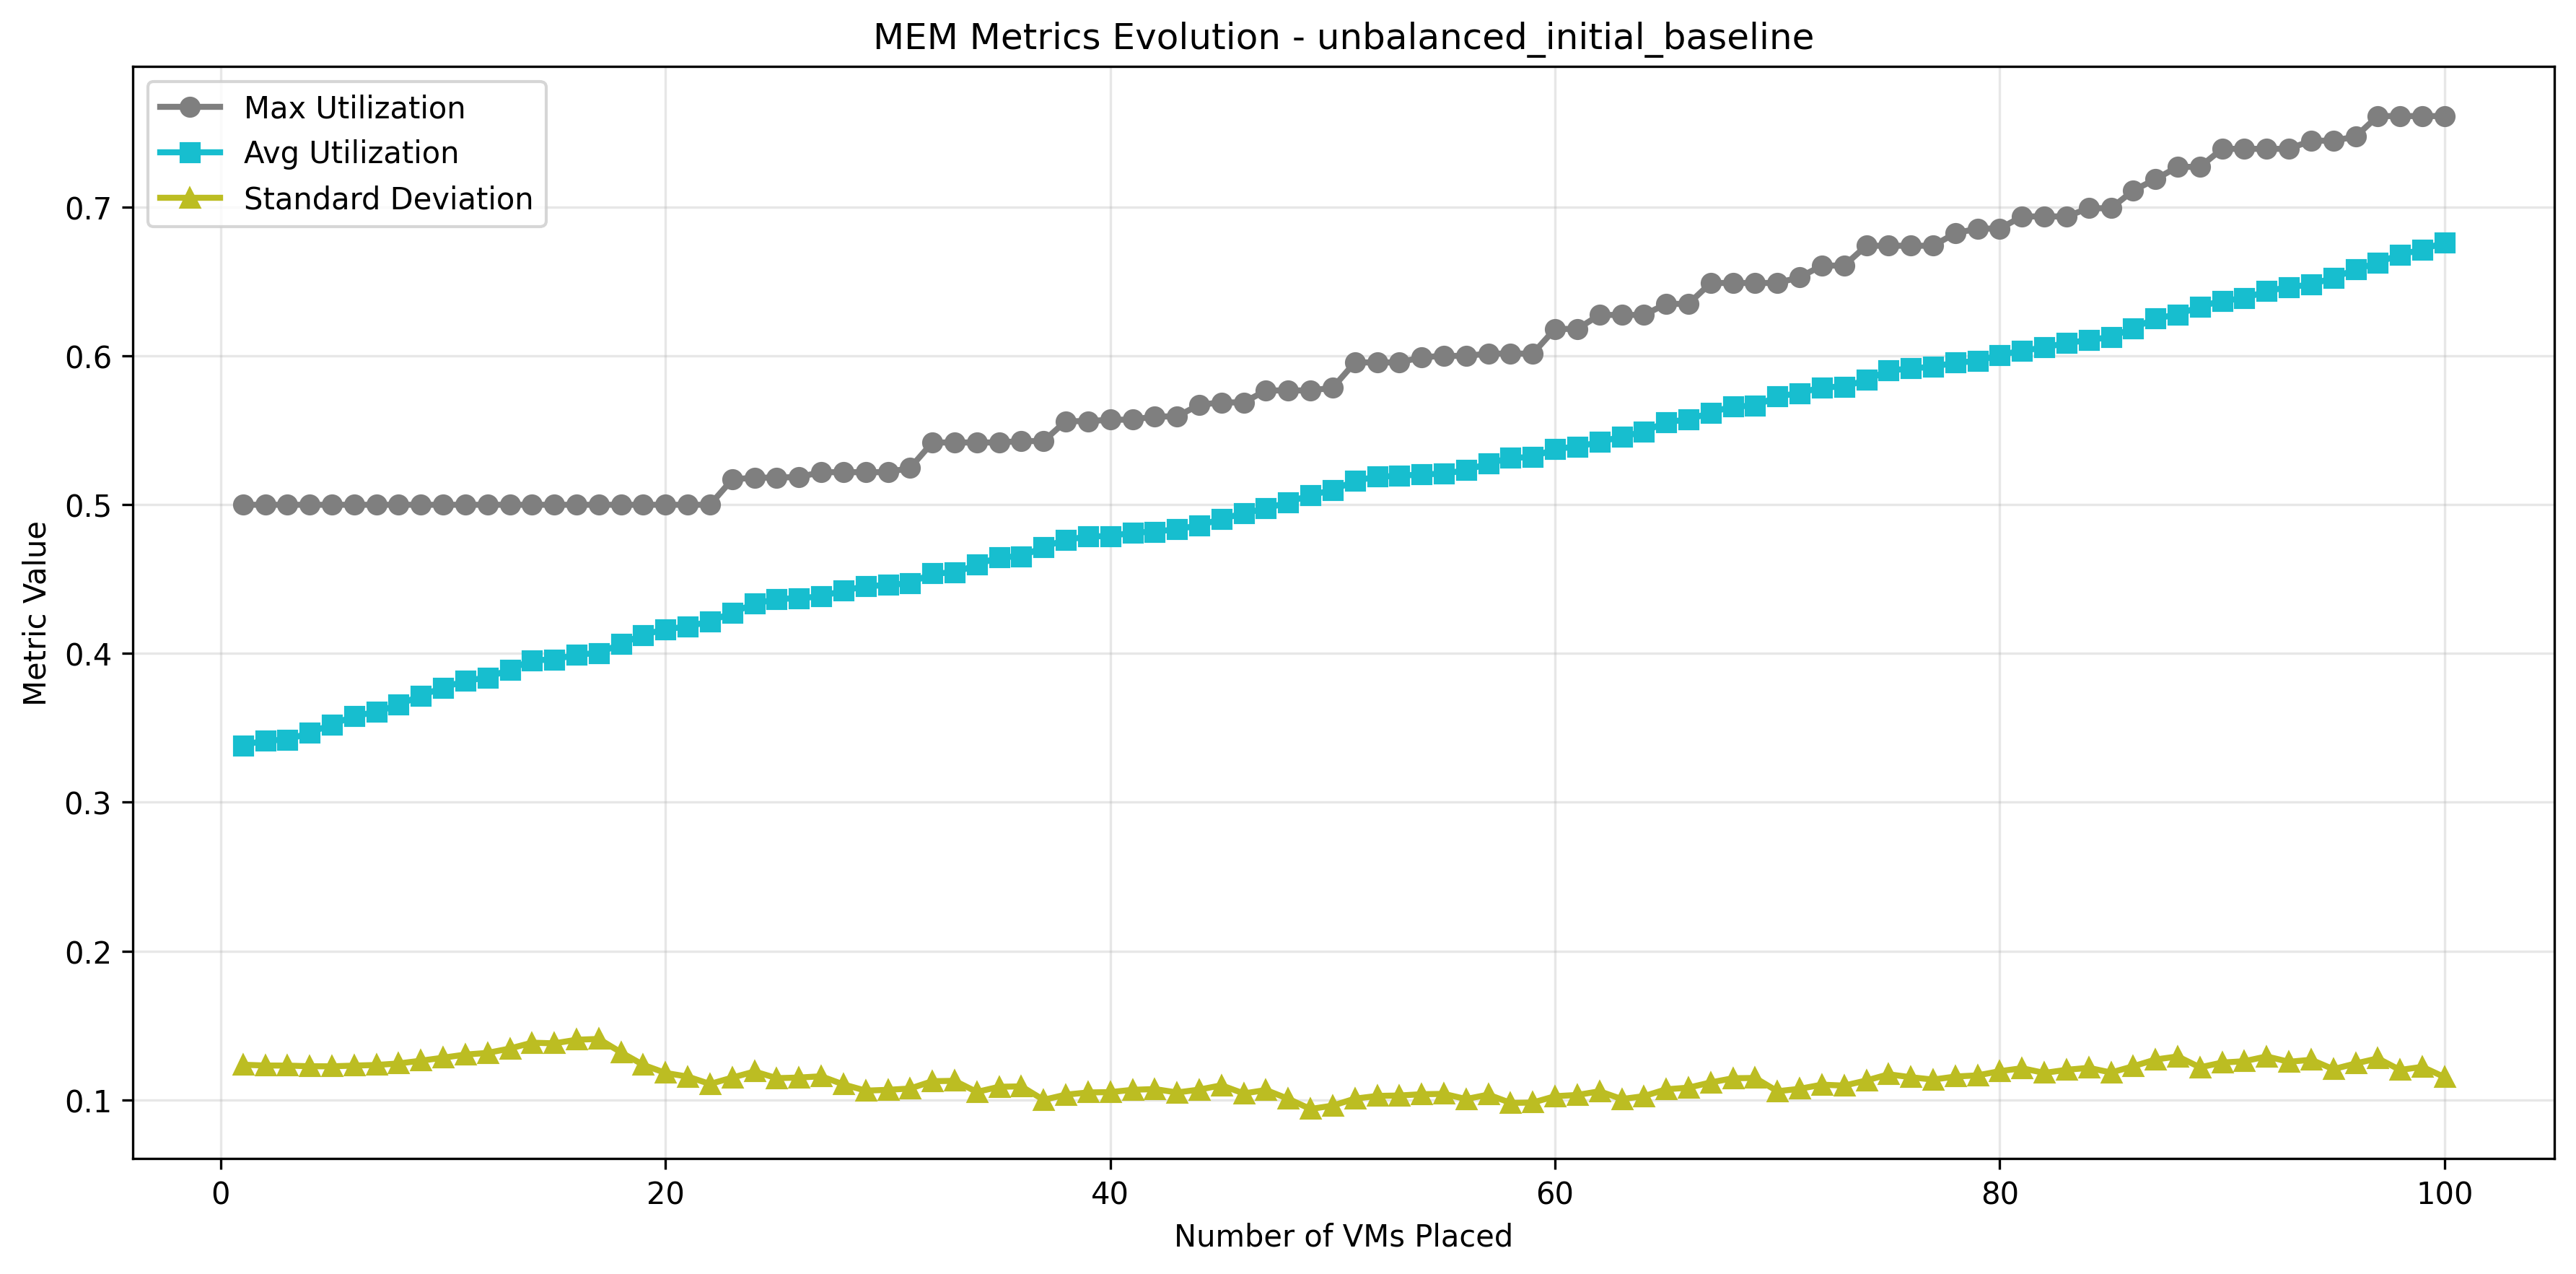 MEM Metrics Evolution - unbalanced_initial_baseline
Max Utilization
Avg Utilization
Standard Deviation
0.7
0.6
0.5
0.4
0.3
0.2
0.1
Metric Value
0 20 40 60 80 100
Number of VMs Placed